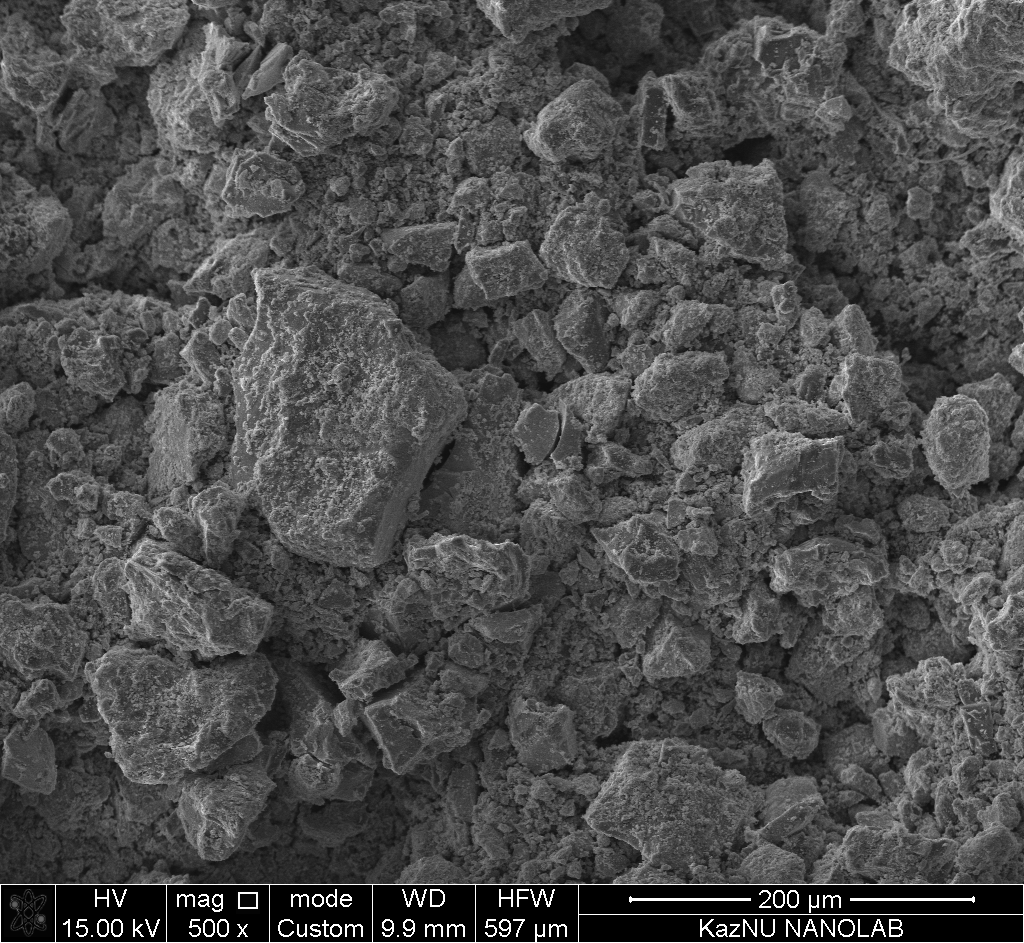 HV mag mode WD HFW 200 µm
15.00 kV 500 x Custom 9.9 mm 597 µm KazNU NANOLAB